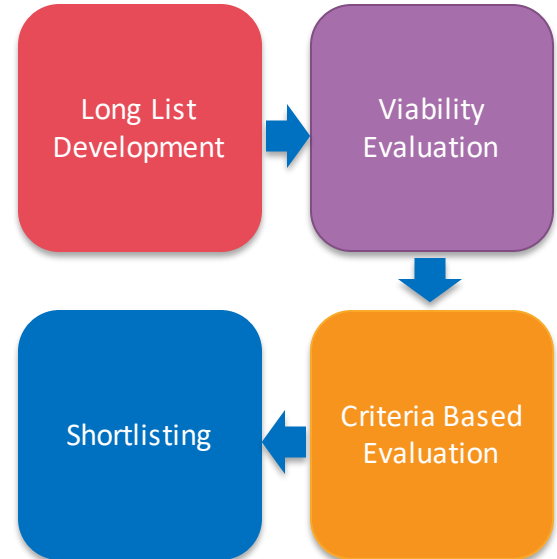 Long List
Development
Viability
Evaluation
Criteria Based
Evaluation
Shortlisting